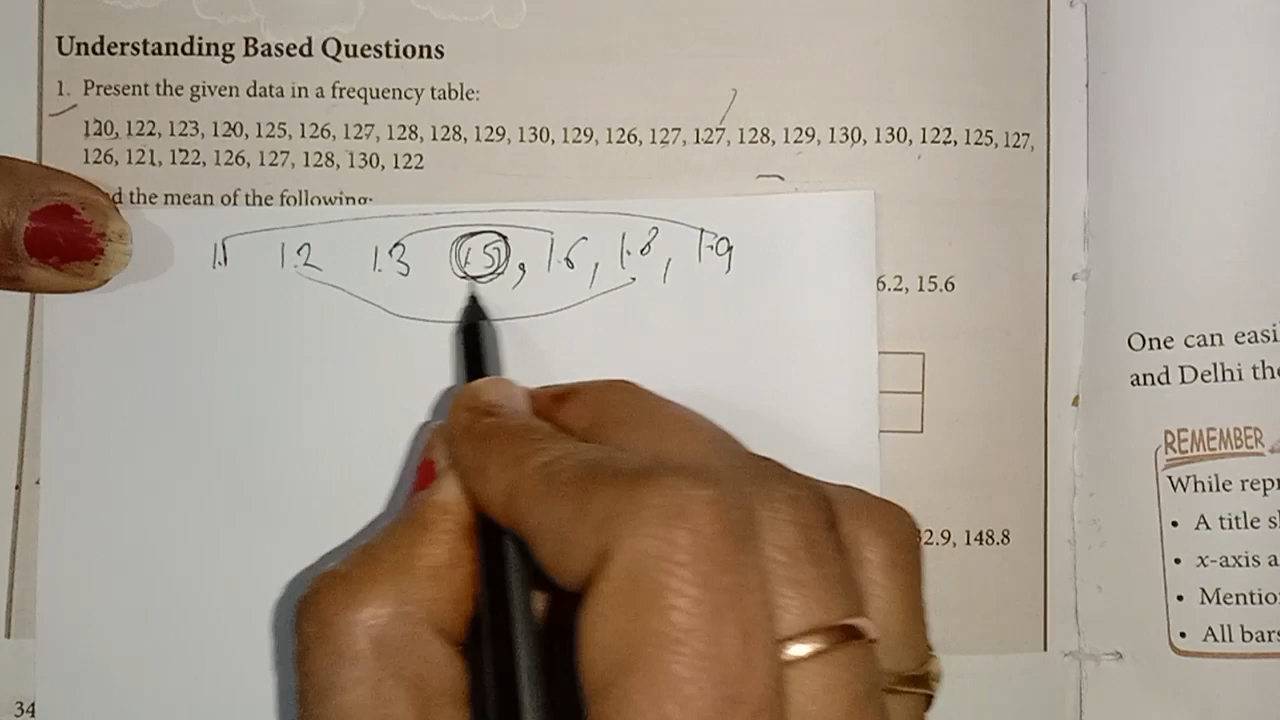 Understanding Based Questions
1. Present the given data in a frequency table:
120, 122, 123, 120, 125, 126, 127, 128, 128, 129, 130, 129, 126, 127, 127, 128, 129, 130, 130, 122, 125, 127,
126, 121, 122, 126, 127, 128, 130, 122
d the mean of the following:
1.1 1.2 1.3 1.5, 1.6, 1.8, 1.9
6.2, 15.6
2.9, 148.8
34
One can easi
and Delhi the
REMEMBER
While repr
• A title s
• x-axis a
• Mentio
• All bars